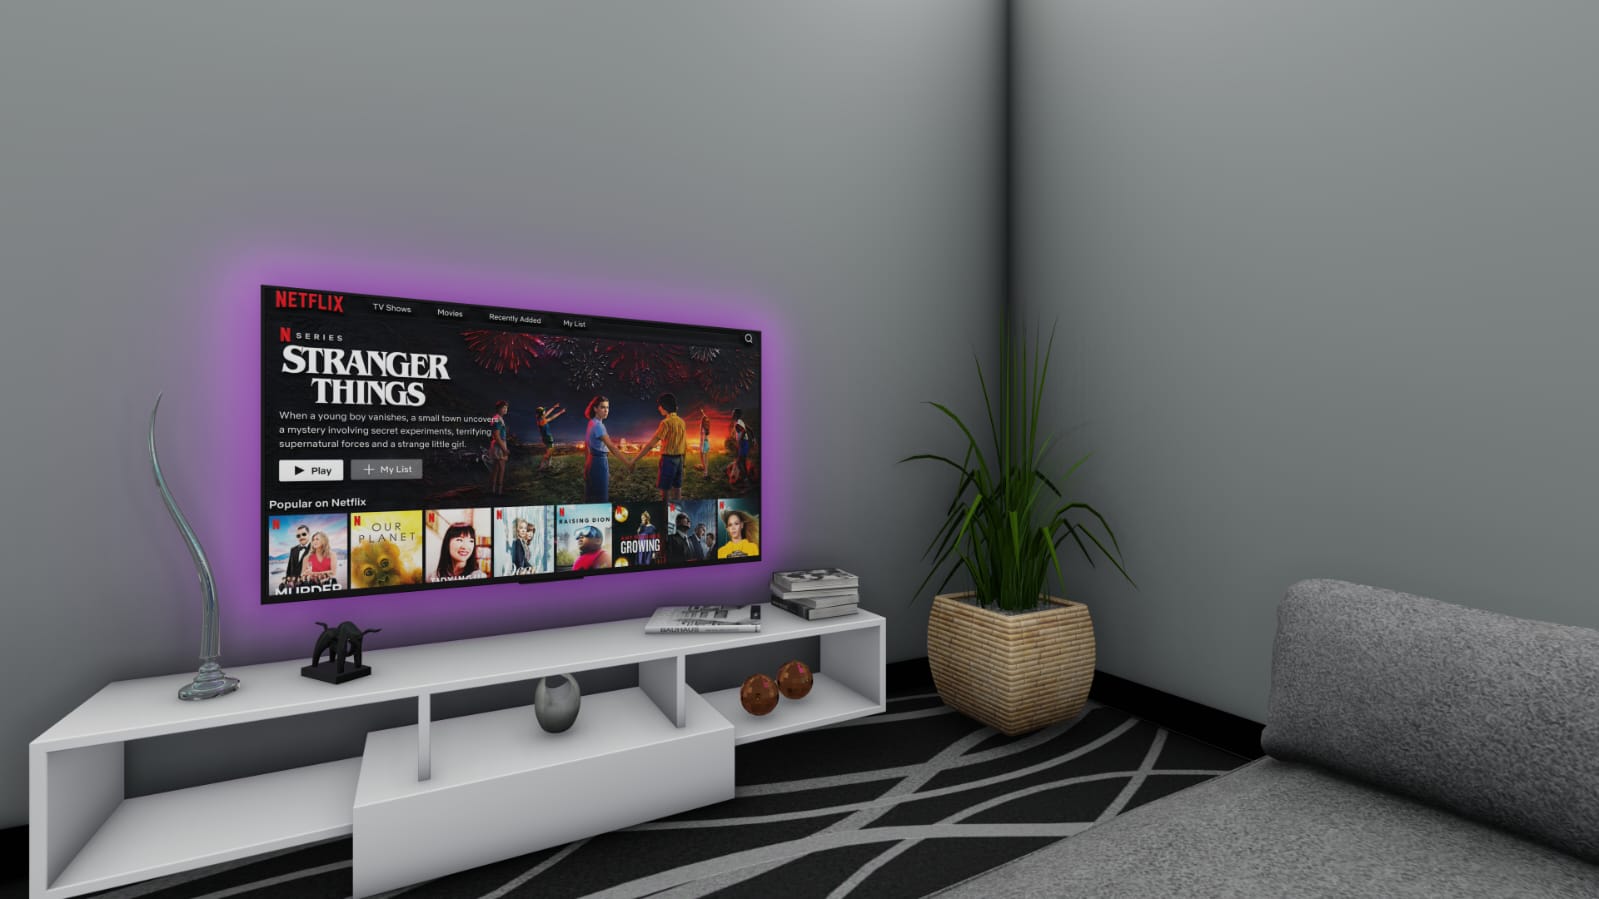 NETFLIX TV Shows Movies Recently Added My List
N SERIES
STRANGER
THINGS
When a young boy vanishes, a small town uncovers
a mystery involving secret experiments, terrifying
supernatural forces and a strange little girl.
Play + My List
Popular on Netflix
OUR
PLANET
RAISING DION
GROWING
MURDER
BAUHAUS